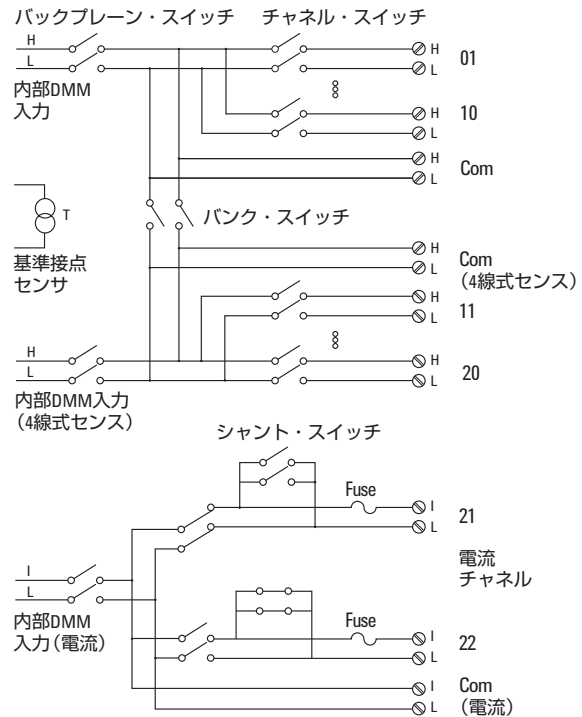 バックプレーン・スイッチ チャネル・スイッチ
H
L
内部DMM
入力
H
L
01
H
L
10
H
L
Com
T
基準接点
センサ
バンク・スイッチ
H
L
Com
(4線式センス)
H
L
11
H
L
内部DMM入力
(4線式センス)
H
L
20
シャント・スイッチ
Fuse
I
L
21
電流
チャネル
I
L
内部DMM
入力(電流)
Fuse
I
L
22
I
L
Com
(電流)